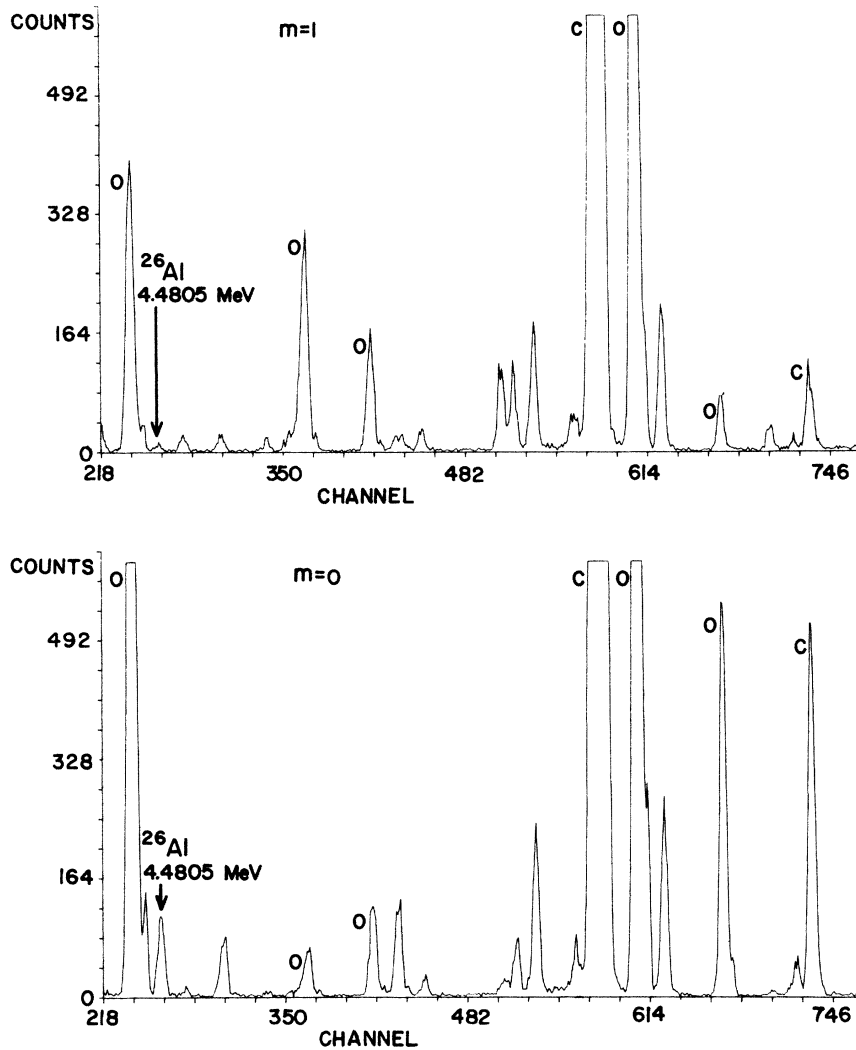 COUNTS
m=1
C O
492
O
328
O
²⁶Al
4.4805 MeV
O
164
C
O
0
218 350 482 614 746
CHANNEL
COUNTS
O
m=0
C O
492
O
C
328
²⁶Al
4.4805 MeV
164
O
O
0
218 350 482 614 746
CHANNEL